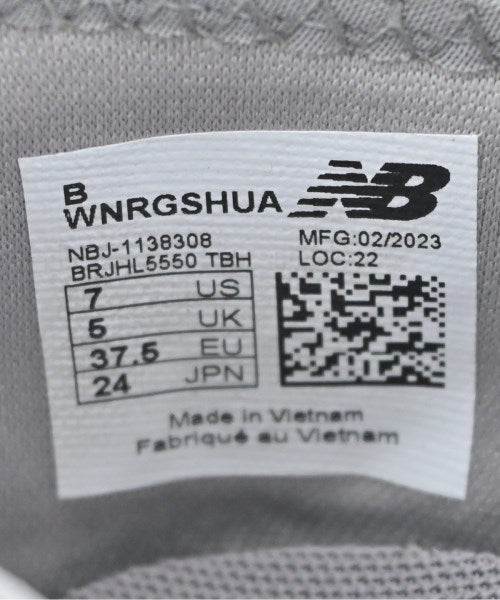 B
WNRGSHUA
NB
NBJ-1138308
BRJHL5550 TBH
MFG:02/2023
LOC:22
7 US
5 UK
37.5 EU
24 JPN
Made in Vietnam
Fabriqué au Vietnam